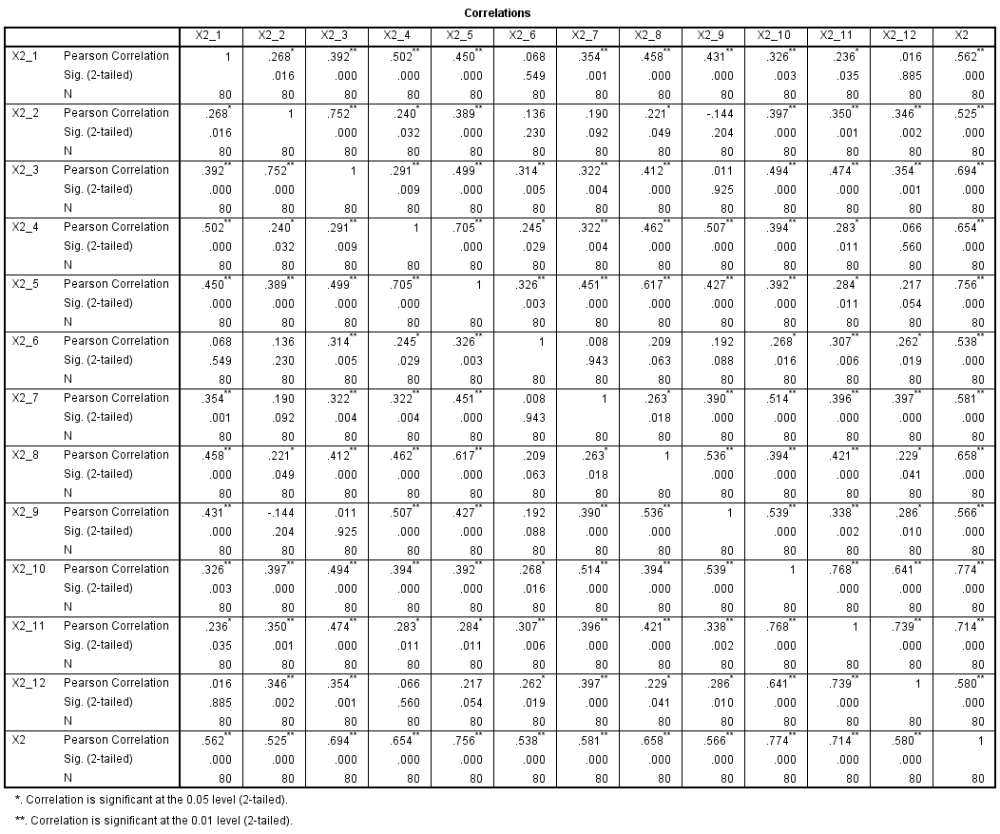 Correlations
X2_1 X2_2 X2_3 X2_4 X2_5 X2_6 X2_7 X2_8 X2_9 X2_10 X2_11 X2_12 X2
X2_1 Pearson Correlation 1 .268* .392** .502** .450** .068 .354** .458** .431** .326** .236* .016 .562**
Sig. (2-tailed) .016 .000 .000 .000 .549 .001 .000 .000 .003 .035 .885 .000
N 80 80 80 80 80 80 80 80 80 80 80 80 80
X2_2 Pearson Correlation .268* 1 .752** .240* .389** .136 .190 .221* -.144 .397** .350** .346** .525**
Sig. (2-tailed) .016 .000 .032 .000 .230 .092 .049 .204 .000 .001 .002 .000
N 80 80 80 80 80 80 80 80 80 80 80 80 80
X2_3 Pearson Correlation .392** .752** 1 .291** .499** .314** .322** .412** .011 .494** .474** .354** .694**
Sig. (2-tailed) .000 .000 .009 .000 .005 .004 .000 .925 .000 .000 .001 .000
N 80 80 80 80 80 80 80 80 80 80 80 80 80
X2_4 Pearson Correlation .502** .240* .291** 1 .705** .245* .322** .462** .507** .394** .283* .066 .654**
Sig. (2-tailed) .000 .032 .009 .000 .029 .004 .000 .000 .000 .011 .560 .000
N 80 80 80 80 80 80 80 80 80 80 80 80 80
X2_5 Pearson Correlation .450** .389** .499** .705** 1 .326** .451** .617** .427** .392** .284* .217 .756**
Sig. (2-tailed) .000 .000 .000 .000 .003 .000 .000 .000 .000 .011 .054 .000
N 80 80 80 80 80 80 80 80 80 80 80 80 80
X2_6 Pearson Correlation .068 .136 .314** .245* .326** 1 .008 .209 .192 .268* .307** .262* .538**
Sig. (2-tailed) .549 .230 .005 .029 .003 .943 .063 .088 .016 .006 .019 .000
N 80 80 80 80 80 80 80 80 80 80 80 80 80
X2_7 Pearson Correlation .354** .190 .322** .322** .451** .008 1 .263* .390** .514** .396** .397** .581**
Sig. (2-tailed) .001 .092 .004 .004 .000 .943 .018 .000 .000 .000 .000 .000
N 80 80 80 80 80 80 80 80 80 80 80 80 80
X2_8 Pearson Correlation .458** .221* .412** .462** .617** .209 .263* 1 .536** .394** .421** .229* .658**
Sig. (2-tailed) .000 .049 .000 .000 .000 .063 .018 .000 .000 .000 .041 .000
N 80 80 80 80 80 80 80 80 80 80 80 80 80
X2_9 Pearson Correlation .431** -.144 .011 .507** .427** .192 .390** .536** 1 .539** .338** .286* .566**
Sig. (2-tailed) .000 .204 .925 .000 .000 .088 .000 .000 .000 .002 .010 .000
N 80 80 80 80 80 80 80 80 80 80 80 80 80
X2_10 Pearson Correlation .326** .397** .494** .394** .392** .268* .514** .394** .539** 1 .768** .641** .774**
Sig. (2-tailed) .003 .000 .000 .000 .000 .016 .000 .000 .000 .000 .000 .000
N 80 80 80 80 80 80 80 80 80 80 80 80 80
X2_11 Pearson Correlation .236* .350** .474** .283* .284* .307** .396** .421** .338** .768** 1 .739** .714**
Sig. (2-tailed) .035 .001 .000 .011 .011 .006 .000 .000 .002 .000 .000 .000
N 80 80 80 80 80 80 80 80 80 80 80 80 80
X2_12 Pearson Correlation .016 .346** .354** .066 .217 .262* .397** .229* .286* .641** .739** 1 .580**
Sig. (2-tailed) .885 .002 .001 .560 .054 .019 .000 .041 .010 .000 .000 .000
N 80 80 80 80 80 80 80 80 80 80 80 80 80
X2 Pearson Correlation .562** .525** .694** .654** .756** .538** .581** .658** .566** .774** .714** .580** 1
Sig. (2-tailed) .000 .000 .000 .000 .000 .000 .000 .000 .000 .000 .000 .000
N 80 80 80 80 80 80 80 80 80 80 80 80 80
*. Correlation is significant at the 0.05 level (2-tailed).
**. Correlation is significant at the 0.01 level (2-tailed).